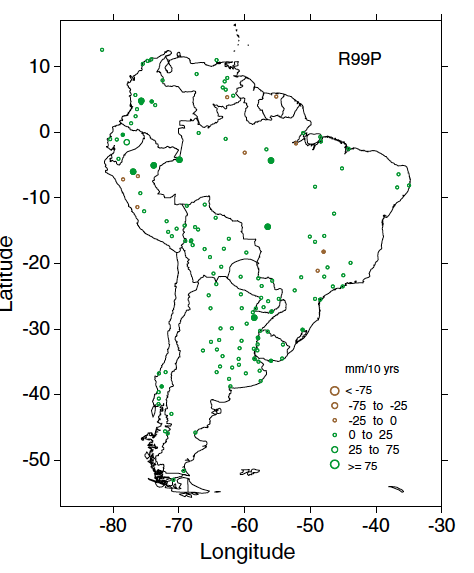 R99P
10
0
-10
-20
-30
-40
-50
Latitude
mm/10 yrs
< -75
-75 to -25
-25 to 0
0 to 25
25 to 75
>= 75
-80 -70 -60 -50 -40 -30
Longitude